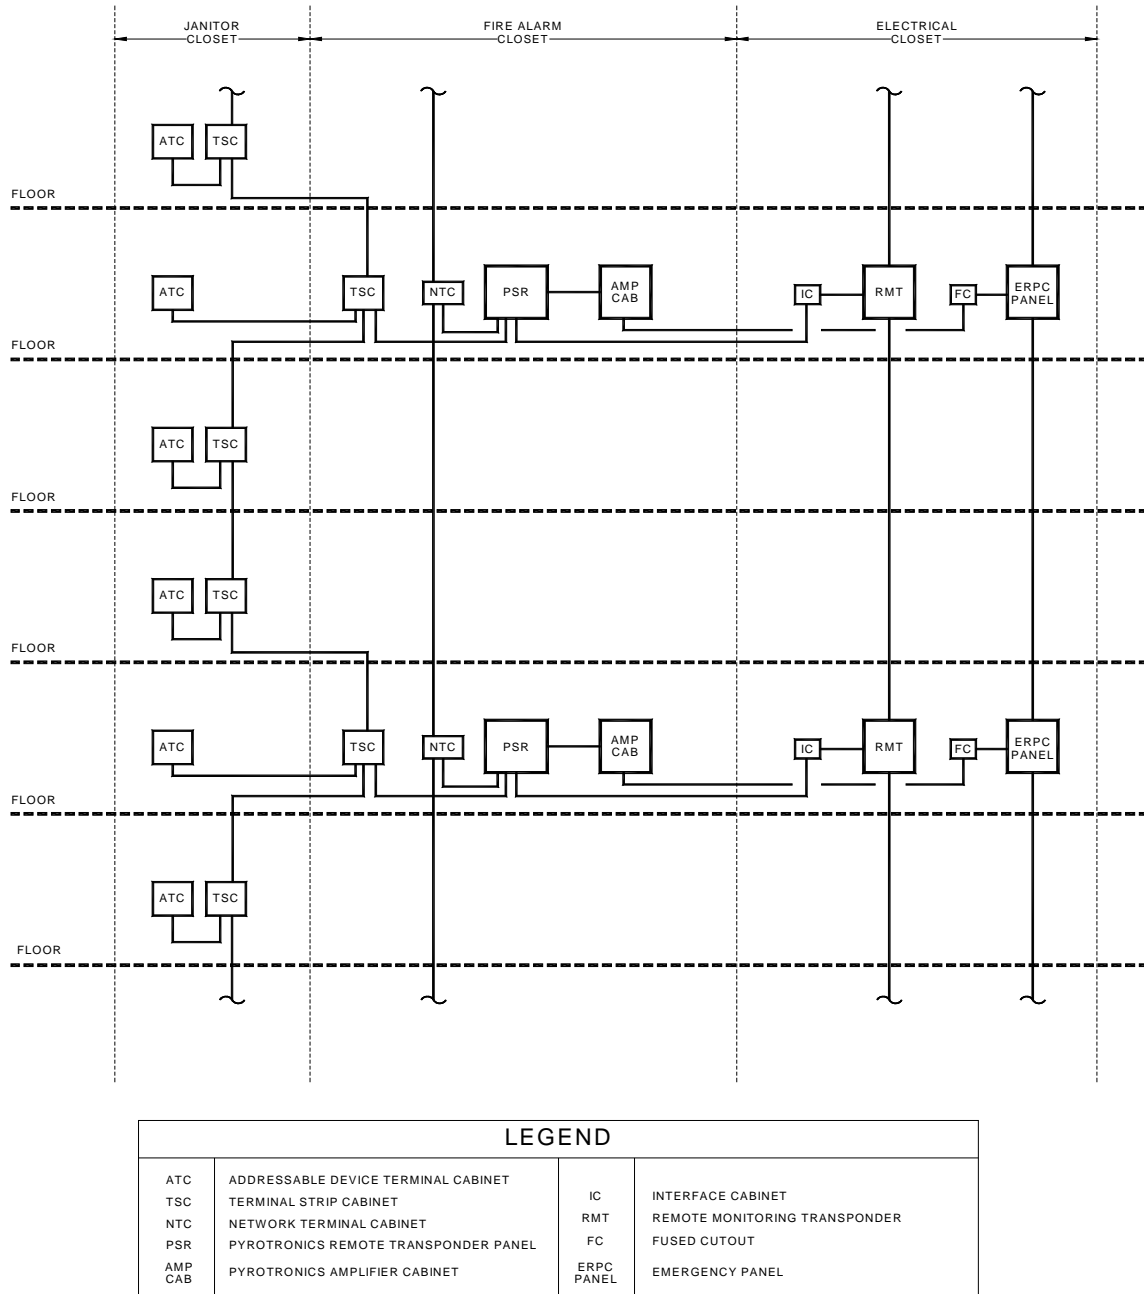 JANITOR
CLOSET
FIRE ALARM
CLOSET
ELECTRICAL
CLOSET
ATC
TSC
FLOOR
ATC
TSC
NTC
PSR
AMP
CAB
IC
RMT
FC
ERPC
PANEL
FLOOR
ATC
TSC
FLOOR
ATC
TSC
FLOOR
ATC
TSC
NTC
PSR
AMP
CAB
IC
RMT
FC
ERPC
PANEL
FLOOR
ATC
TSC
FLOOR
LEGEND
ATC ADDRESSABLE DEVICE TERMINAL CABINET
TSC TERMINAL STRIP CABINET
NTC NETWORK TERMINAL CABINET
PSR PYROTRONICS REMOTE TRANSPONDER PANEL
AMP
CAB PYROTRONICS AMPLIFIER CABINET
IC INTERFACE CABINET
RMT REMOTE MONITORING TRANSPONDER
FC FUSED CUTOUT
ERPC
PANEL EMERGENCY PANEL